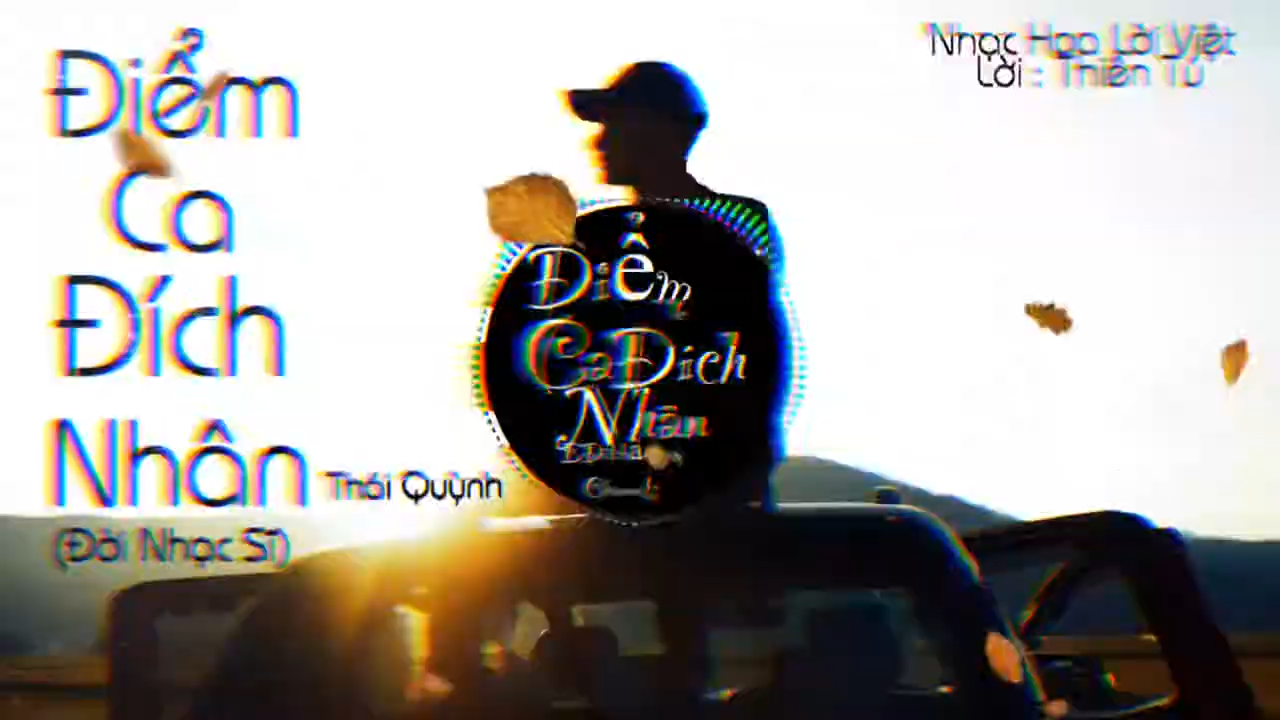 Điểm
Ca
Đích
Nhân
Thái Quỳnh
(Đời Nhạc Sĩ)
Nhạc Hoa Lời Việt
Lời : Thiên Tú
Điểm
Ca Đích
Nhân